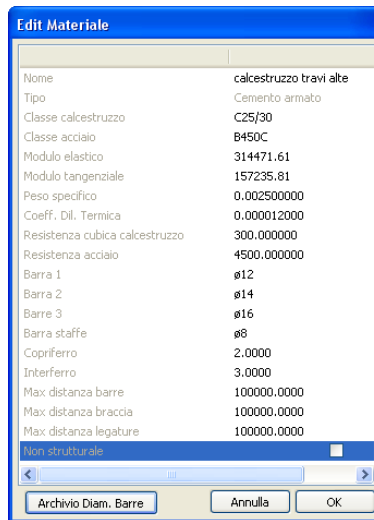 Edit Materiale
Nome calcestruzzo travi alte
Tipo Cemento armato
Classe calcestruzzo C25/30
Classe acciaio B450C
Modulo elastico 314471.61
Modulo tangenziale 157235.81
Peso specifico 0.002500000
Coeff. Dil. Termica 0.000012000
Resistenza cubica calcestruzzo 300.000000
Resistenza acciaio 4500.000000
Barra 1 ø12
Barra 2 ø14
Barre 3 ø16
Barra staffe ø8
Copriferro 2.0000
Interferro 3.0000
Max distanza barre 100000.0000
Max distanza braccia 100000.0000
Max distanza legature 100000.0000
Non strutturale
Archivio Diam. Barre Annulla OK